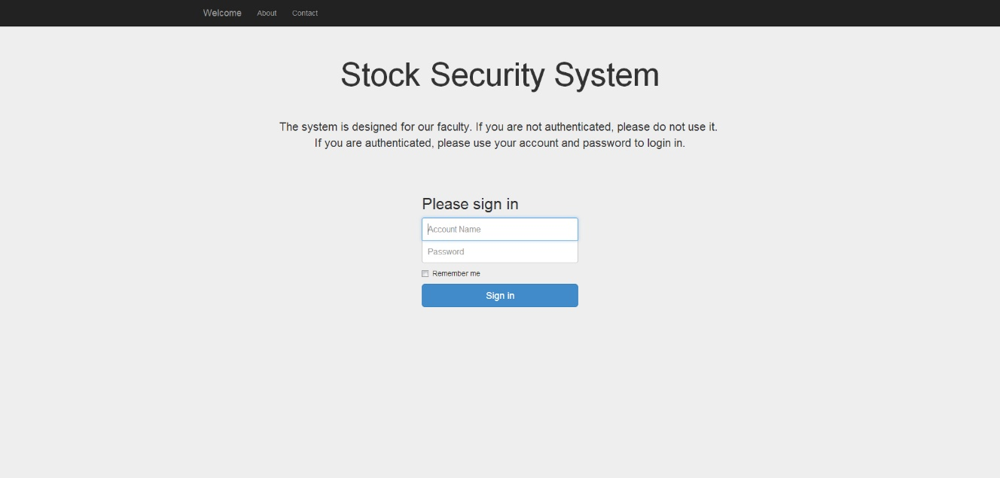 Welcome About Contact
Stock Security System
The system is designed for our faculty. If you are not authenticated, please do not use it.
If you are authenticated, please use your account and password to login in.
Please sign in
Account Name
Password
Remember me
Sign in